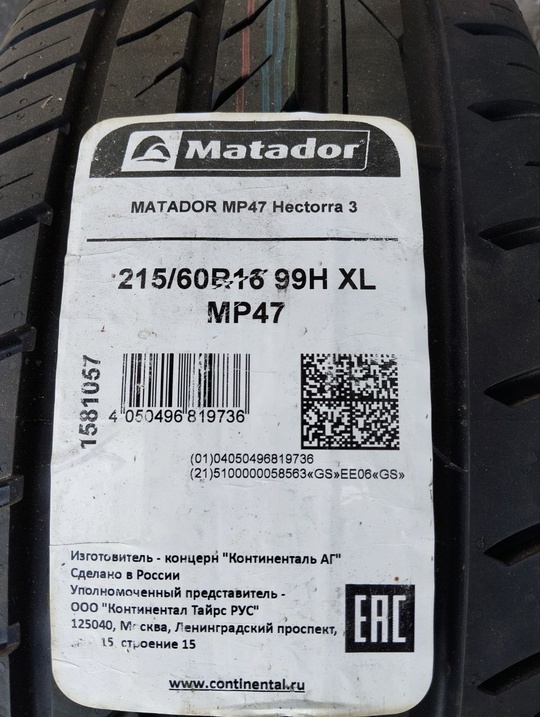 Matador
MATADOR MP47 Hectorra 3
215/60R16 99H XL
MP47
1581057
4 050496 819736
(01)04050496819736
(21)5100000058563«GS»EE06«GS»
Изготовитель - концерн "Континенталь АГ"
Сделано в России
Уполномоченный представитель -
ООО "Континентал Тайрс РУС"
125040, Москва, Ленинградский проспект,
15, строение 15
EAC
www.continental.ru